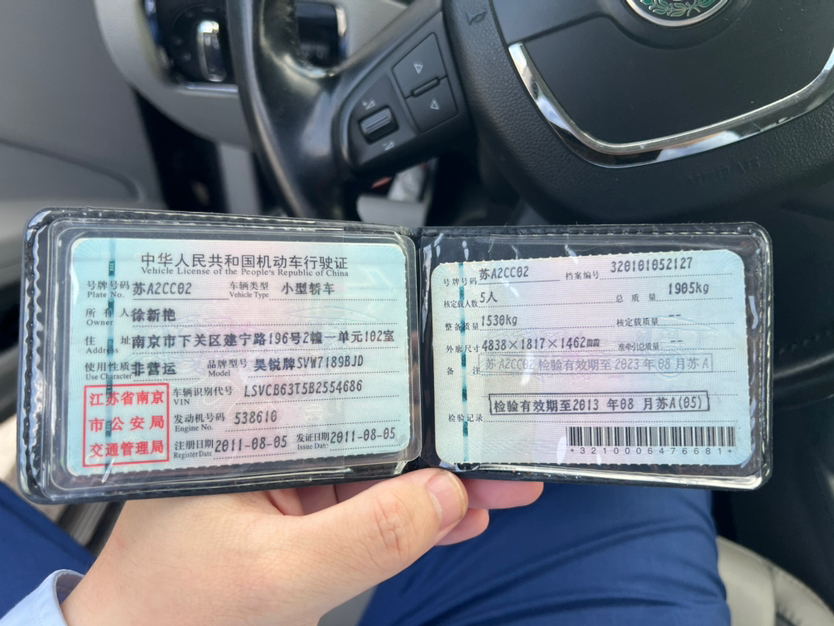 中华人民共和国机动车行驶证
Vehicle License of the People's Republic of China
号牌号码 苏A2CC02 车辆类型 小型轿车
Plate No. Vehicle Type
所有人 徐新艳
Owner
住址 南京市下关区建宁路196号2幢一单元102室
Address
使用性质 非营运 品牌型号 昊锐牌SVW7189BJD
Use Character Model
江苏省南京
市公安局
交通管理局
车辆识别代号 LSVCB63T5B2554686
VIN
发动机号码 538610
Engine No.
注册日期 2011-08-05 发证日期 2011-08-05
Register Date Issue Date
号牌号码 苏A2CC02 档案编号 320101052127
核定载人数 5人 总质量 1905kg
整备质量 1530kg 核定载质量 --
外廓尺寸 4838×1817×1462mm 准牵引总质量 --
备注 苏A2CC02 检验有效期至2023年08月苏A
检验有效期至2013年08月苏A(05)
检验记录
*3210006476681*